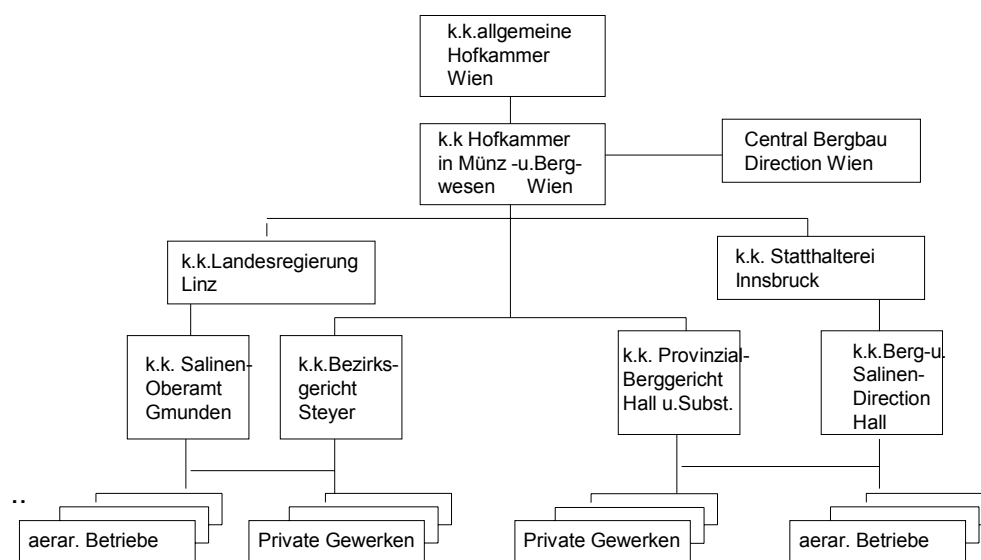 k.k.allgemeine
Hofkammer
Wien
k.k Hofkammer
in Münz -u.Berg-
wesen Wien
Central Bergbau
Direction Wien
k.k.Landesregierung
Linz
k.k. Statthalterei
Innsbruck
k.k. Salinen-
Oberamt
Gmunden
k.k.Bezirks-
gericht
Steyer
k.k. Provinzial-
Berggericht
Hall u.Subst.
k.k.Berg-u.
Salinen-
Direction
Hall
..
aerar. Betriebe
Private Gewerken
Private Gewerken
aerar. Betriebe